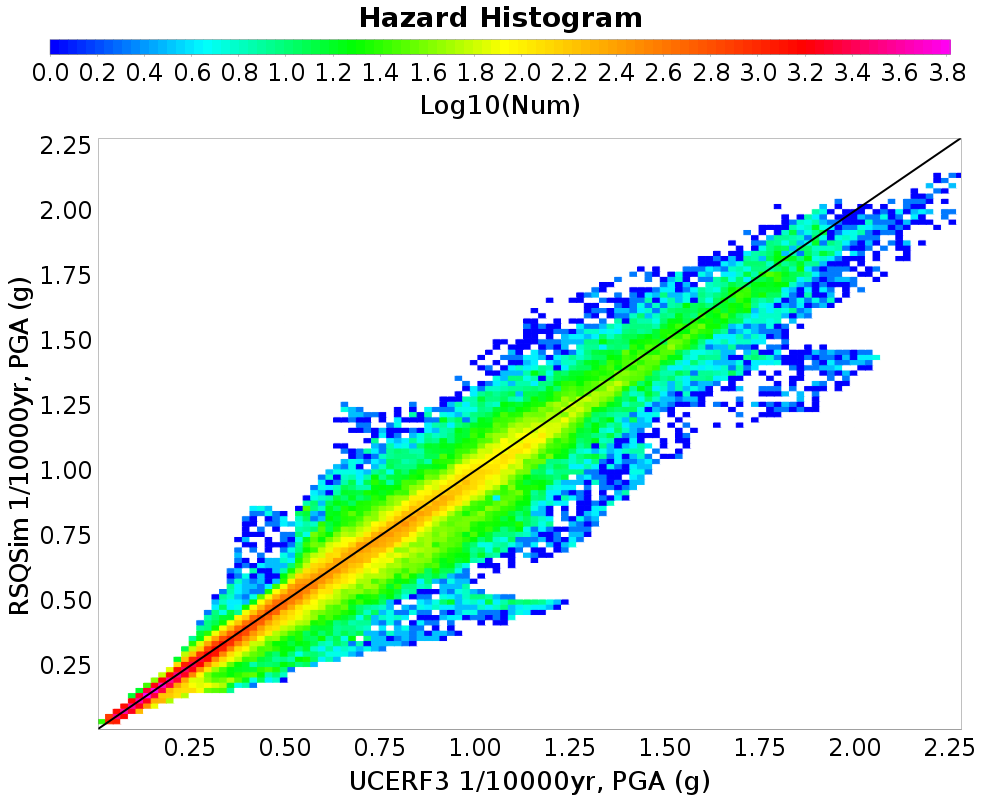 Hazard Histogram
0.0 0.2 0.4 0.6 0.8 1.0 1.2 1.4 1.6 1.8 2.0 2.2 2.4 2.6 2.8 3.0 3.2 3.4 3.6 3.8
Log10(Num)
2.25
2.00
1.75
1.50
1.25
1.00
0.75
0.50
0.25
RSQSim 1/10000yr, PGA (g)
0.25 0.50 0.75 1.00 1.25 1.50 1.75 2.00 2.25
UCERF3 1/10000yr, PGA (g)